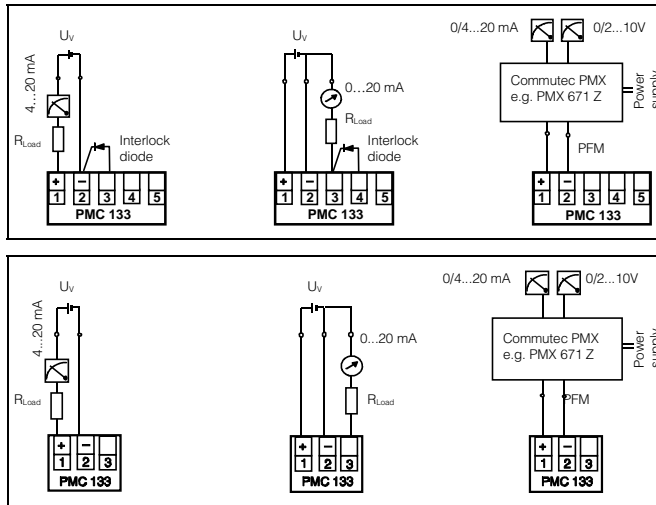 Uv
4...20 mA
RLoad
Interlock
diode
+ −
1 2 3 4 5
PMC 133
Uv
0...20 mA
RLoad
Interlock
diode
+ −
1 2 3 4 5
PMC 133
0/4...20 mA 0/2...10V
Commutec PMX
e.g. PMX 671 Z
Power
supply
PFM
+ −
1 2 3 4 5
PMC 133
Uv
4...20 mA
RLoad
+ −
1 2 3
PMC 133
Uv
0...20 mA
RLoad
+ −
1 2 3
PMC 133
0/4...20 mA 0/2...10V
Commutec PMX
e.g. PMX 671 Z
Power
supply
PFM
+ −
1 2 3
PMC 133